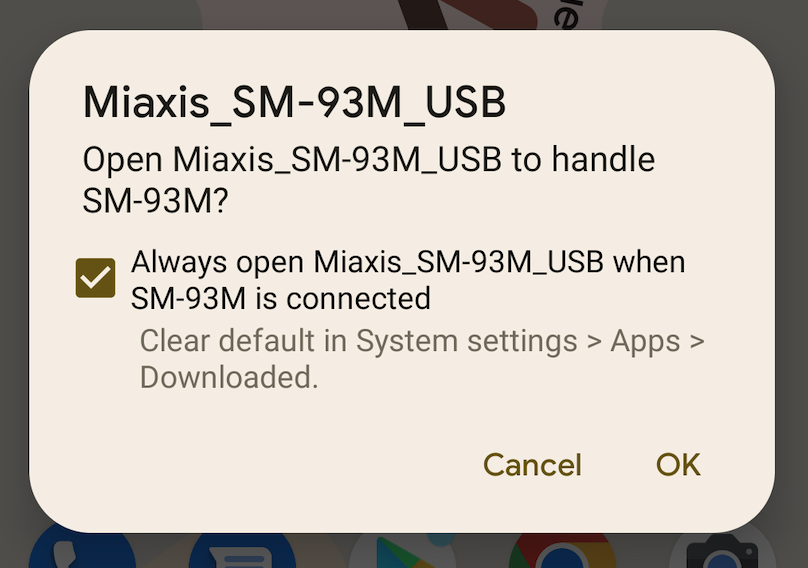 le
Miaxis_SM-93M_USB
Open Miaxis_SM-93M_USB to handle
SM-93M?
Always open Miaxis_SM-93M_USB when
SM-93M is connected
Clear default in System settings > Apps >
Downloaded.
Cancel
OK